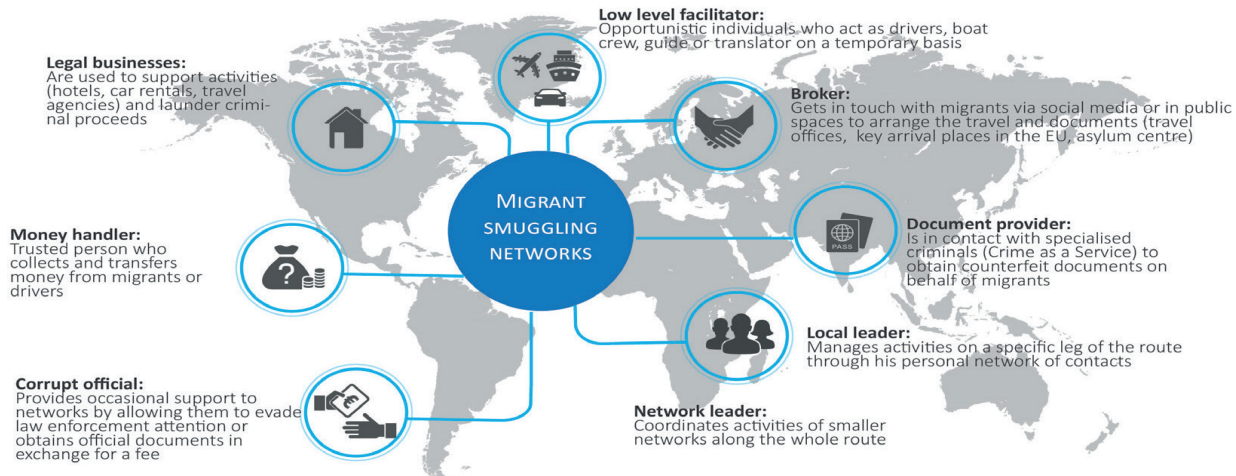 Low level facilitator:
Opportunistic individuals who act as drivers, boat
crew, guide or translator on a temporary basis
Legal businesses:
Are used to support activities
(hotels, car rentals, travel
agencies) and launder crimi-
nal proceeds
Broker:
Gets in touch with migrants via social media or in public
spaces to arrange the travel and documents (travel
offices, key arrival places in the EU, asylum centre)
MIGRANT
SMUGGLING
NETWORKS
Money handler:
Trusted person who
collects and transfers
money from migrants or
drivers
?
PASS
Document provider:
Is in contact with specialised
criminals (Crime as a Service) to
obtain counterfeit documents on
behalf of migrants
Local leader:
Manages activities on a specific leg of the route
through his personal network of contacts
Corrupt official:
Provides occasional support to
networks by allowing them to evade
law enforcement attention or
obtains official documents in
exchange for a fee
€
Network leader:
Coordinates activities of smaller
networks along the whole route